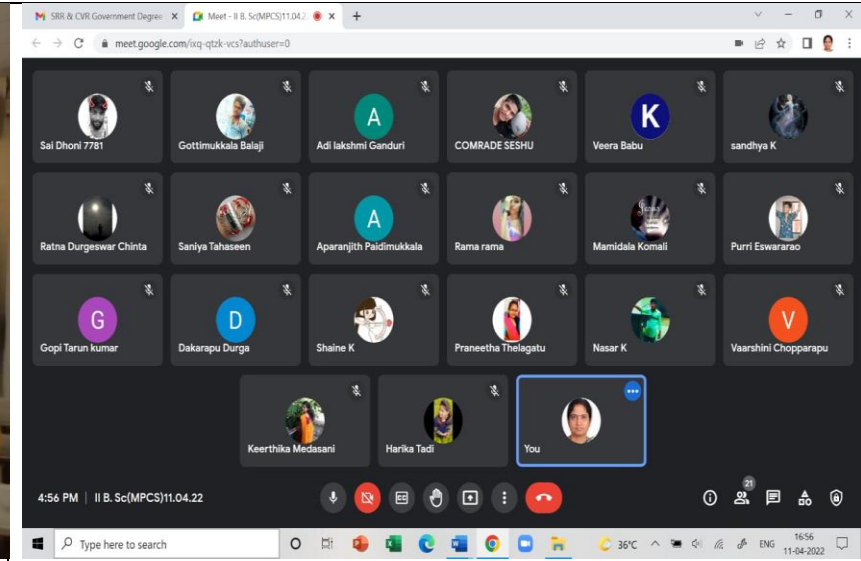 SRR & CVR Government Degree
Meet - II B. Sc(MPCS)11.04.2
meet.google.com/ixq-qtzk-vcs?authuser=0
Sai Dhoni 7781
Gottimukkala Balaji
A
Adi lakshmi Ganduri
COMRADE SESHU
K
Veera Babu
sandhya K
Ratna Durgeswar Chinta
Saniya Tahaseen
A
Aparanjith Paidimukkala
Rama rama
Mamidala Komali
Purri Eswararao
G
Gopi Tarun kumar
D
Dakarapu Durga
Shaine K
Praneetha Thelagatu
Nasar K
V
Vaarshini Chopparapu
Keerthika Medasani
Harika Tadi
You
4:56 PM | II B. Sc(MPCS)11.04.22
CC
21
Type here to search
36°C
ENG
16:56
11-04-2022